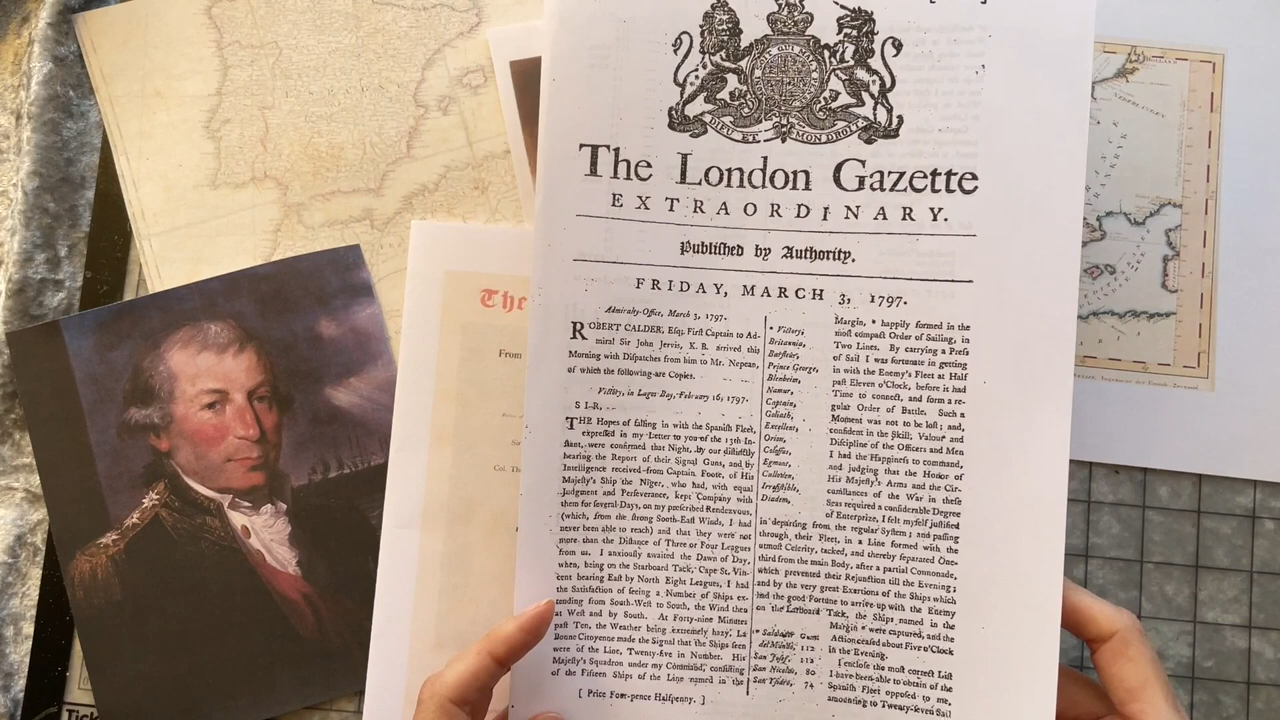 SOIT QUI MAL
DIEU ET MON DROIT
The London Gazette
EXTRAORDINARY.
Published by Authority.
FRIDAY, MARCH 3, 1797.
Admiralty-Office, March 3, 1797.
ROBERT CALDER, Esq; First Captain to Ad-
miral Sir John Jervis, K. B. arrived this
Morning with Dispatches from him to Mr. Nepean,
of which the following are Copies.
Victory, in Lagos Bay, February 16, 1797.
SIR,
THE Hopes of falling in with the Spanish Fleet,
expressed in my Letter to you of the 13th In-
stant, were confirmed that Night, by our distinctly
hearing the Report of their Signal Guns, and by
Intelligence received from Captain Foote, of His
Majesty's Ship the Niger, who had, with equal
Judgment and Perseverance, kept Company with
them for several Days, on my prescribed Rendezvous,
(which, from the strong South-East Winds, I had
never been able to reach) and that they were not
more than the Distance of Three or Four Leagues
from us. I anxiously awaited the Dawn of Day,
when, being on the Starboard Tack, Cape St. Vin-
cent bearing East by North Eight Leagues, I had
the Satisfaction of seeing a Number of Ships ex-
tending from South-West to South, the Wind then
at West and by South. At Forty-nine Minutes
past Ten, the Weather being extremely hazy, La
Bonne Citoyenne made the Signal that the Ships seen
were of the Line, Twenty-five in Number. His
Majesty's Squadron under my Command, consisting
of the Fifteen Ships of the Line named in the
[ Price Four-pence Halfpenny. ]
* Victory,
Britannia,
Barfleur,
Prince George,
Blenheim,
Namur,
Captain,
Goliath,
Excellent,
Orion,
Colossus,
Egmont,
Culloden,
Irresistible,
Diadem,
Margin, * happily formed in the
most compact Order of Sailing, in
Two Lines. By carrying a Press
of Sail I was fortunate in getting
in with the Enemy's Fleet at Half
past Eleven o'Clock, before it had
Time to connect, and form a re-
gular Order of Battle. Such a
Moment was not to be lost; and,
confident in the Skill, Valour and
Discipline of the Officers and Men
I had the Happiness to command,
and judging that the Honor of
His Majesty's Arms and the Cir-
cumstances of the War in these
Seas required a considerable Degree
of Enterprize, I felt myself justified
in departing from the regular System; and passing
through their Fleet, in a Line formed with the
utmost Celerity, tacked, and thereby separated One-
third from the main Body, after a partial Cannonade,
which prevented their Rejunction till the Evening;
and by the very great Exertions of the Ships which
had the good Fortune to arrive up with the Enemy
on the Larboard Tack, the Ships named in the
* Salvador Guns
del Mundo, 112
San Josef, 112
San Nicolas, 80
San Ysidro, 74
Margin * were captured, and the
Action ceased about Five o'Clock
in the Evening.
I enclose the most correct List
I have been able to obtain of the
Spanish Fleet opposed to me,
amounting to Twenty-seven Sail
The
From
Col. Th
Tick
HOLLAND